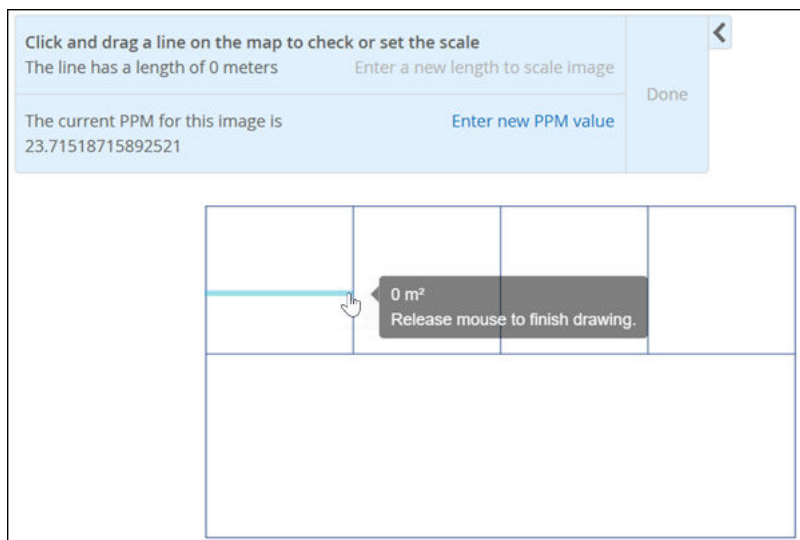 Click and drag a line on the map to check or set the scale
The line has a length of 0 meters Enter a new length to scale image
Done
The current PPM for this image is Enter new PPM value
23.71518715892521
0 m²
Release mouse to finish drawing.